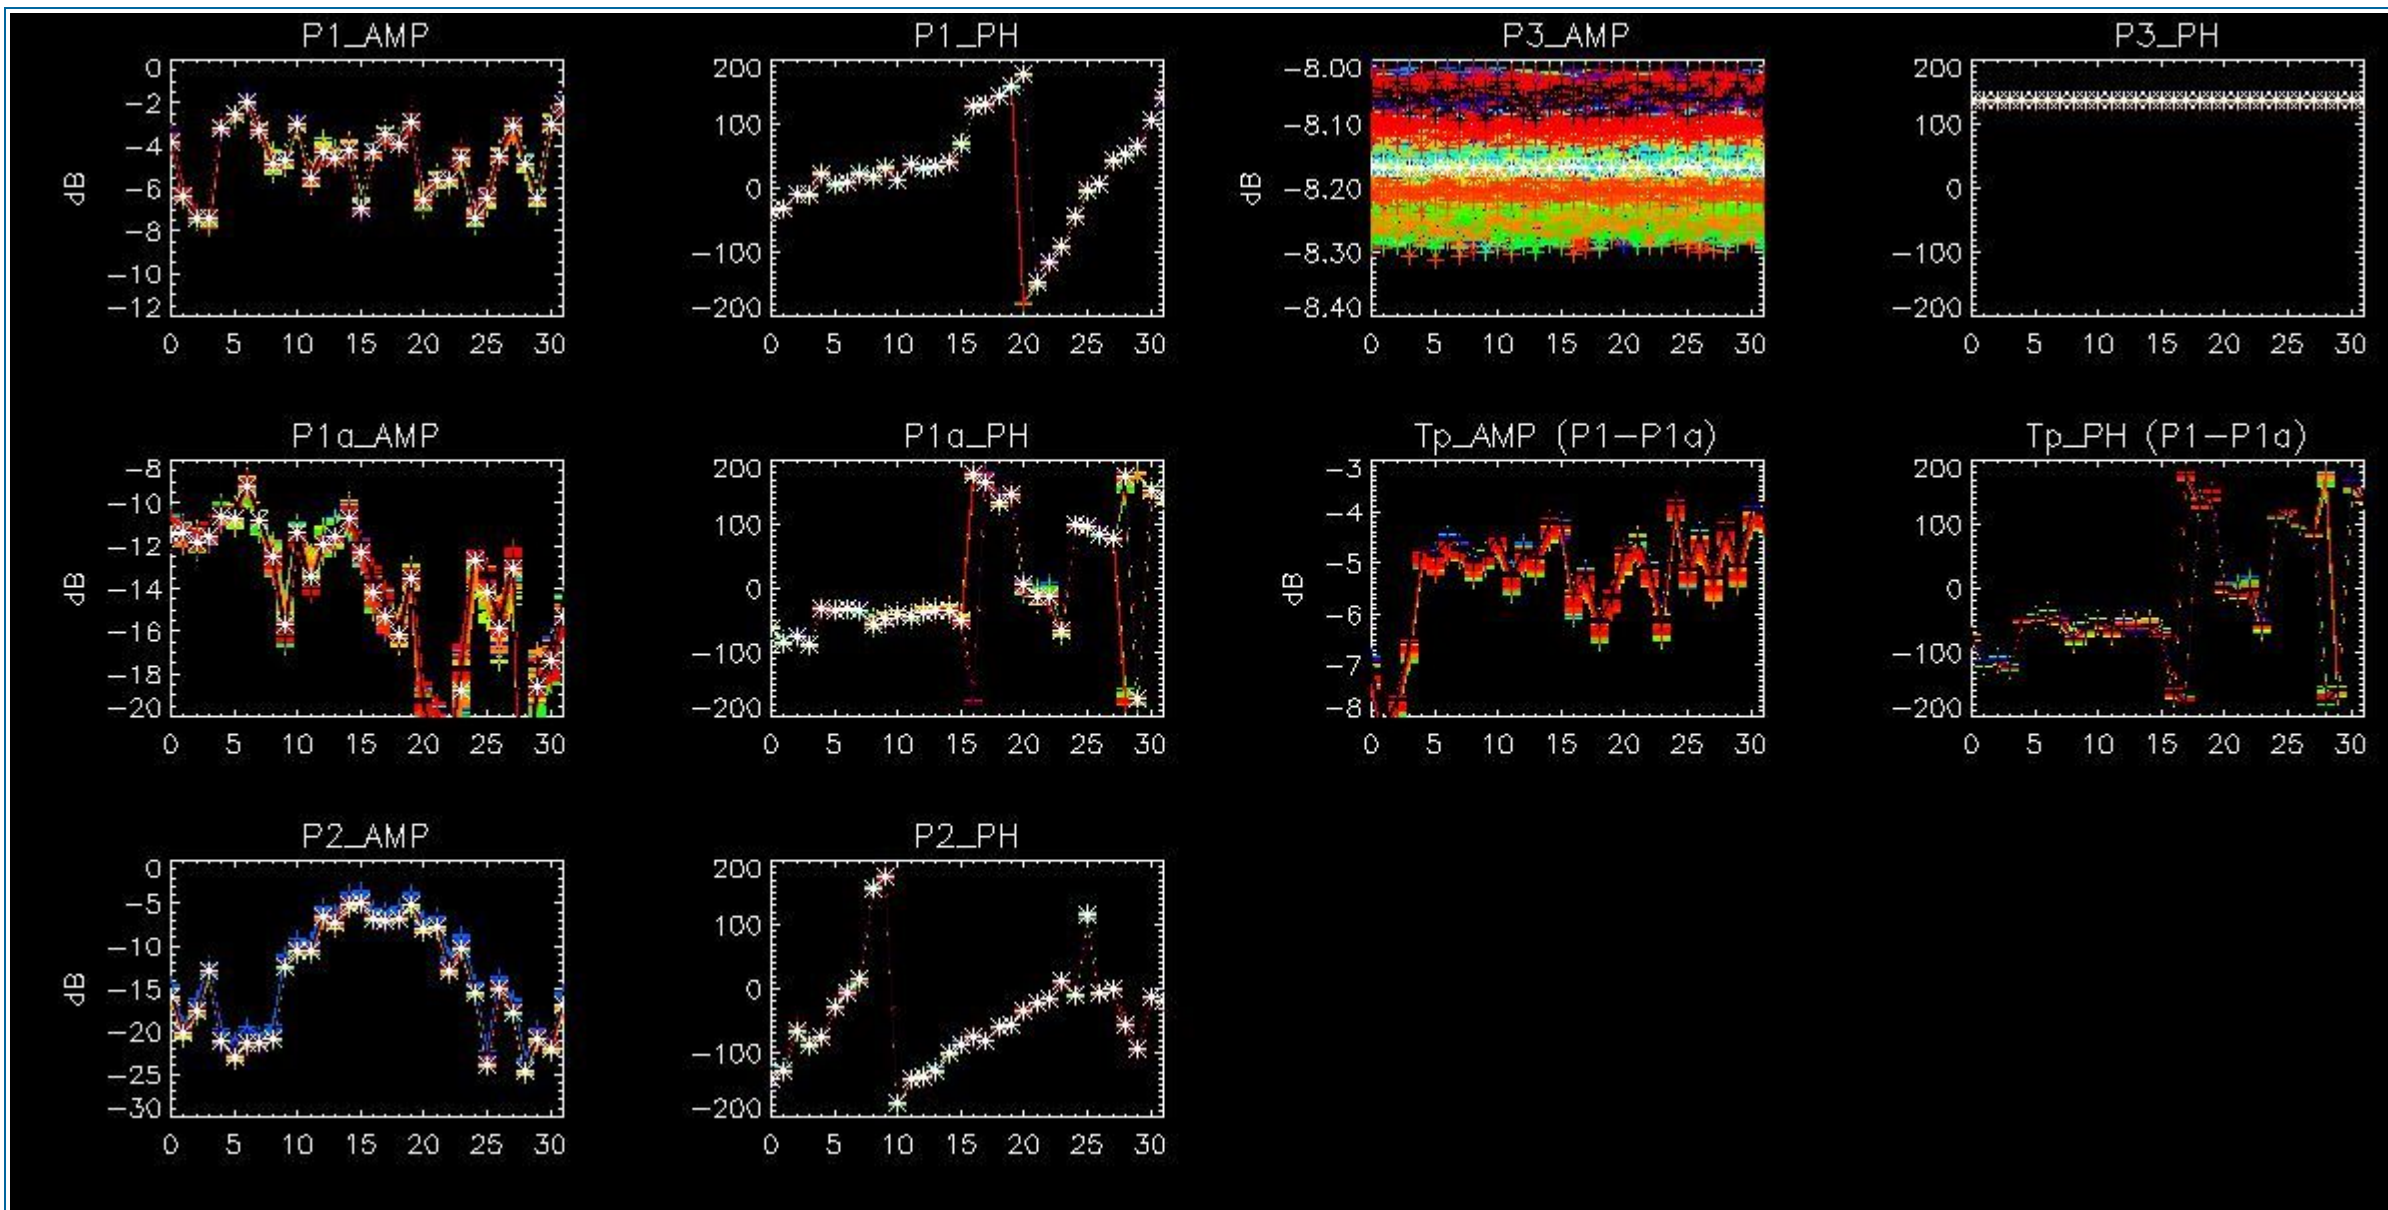 P1_AMP
P1_PH
P3_AMP
P3_PH
0
−2
−4
−6
−8
−10
−12
dB
0 5 10 15 20 25 30
200
100
0
−100
−200
0 5 10 15 20 25 30
−8.00
−8.10
−8.20
−8.30
−8.40
dB
0 5 10 15 20 25 30
200
100
0
−100
−200
0 5 10 15 20 25 30
P1a_AMP
P1a_PH
Tp_AMP (P1−P1a)
Tp_PH (P1−P1a)
−8
−10
−12
−14
−16
−18
−20
dB
0 5 10 15 20 25 30
200
100
0
−100
−200
0 5 10 15 20 25 30
−3
−4
−5
−6
−7
−8
dB
0 5 10 15 20 25 30
200
100
0
−100
−200
0 5 10 15 20 25 30
P2_AMP
P2_PH
0
−5
−10
−15
−20
−25
−30
dB
0 5 10 15 20 25 30
200
100
0
−100
−200
0 5 10 15 20 25 30